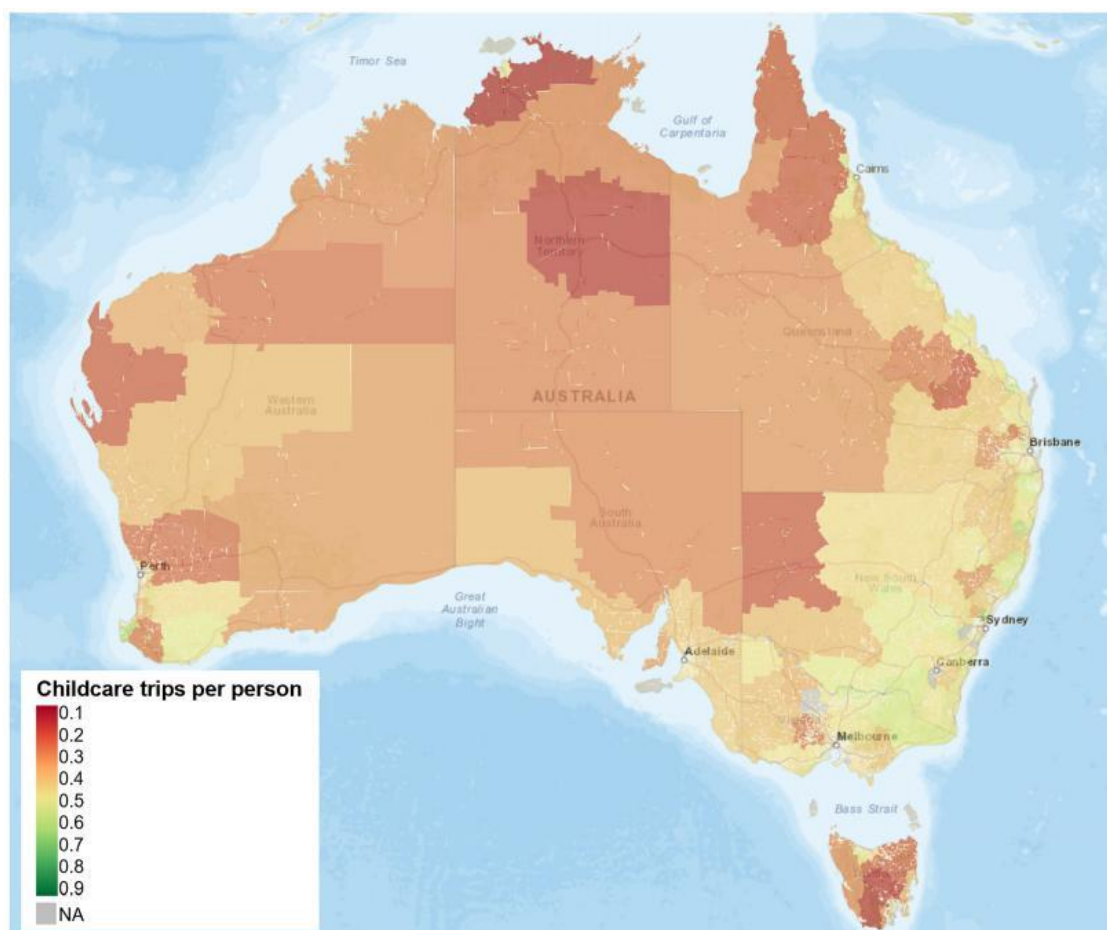 Timor Sea
Gulf of
Carpentaria
Cairns
Northern
Territory
Queensland
AUSTRALIA
Western
Australia
Brisbane
South
Australia
Perth
New South
Wales
Great
Australian
Bight
Sydney
Adelaide
Canberra
Melbourne
Bass Strait
Childcare trips per person
0.1
0.2
0.3
0.4
0.5
0.6
0.7
0.8
0.9
NA